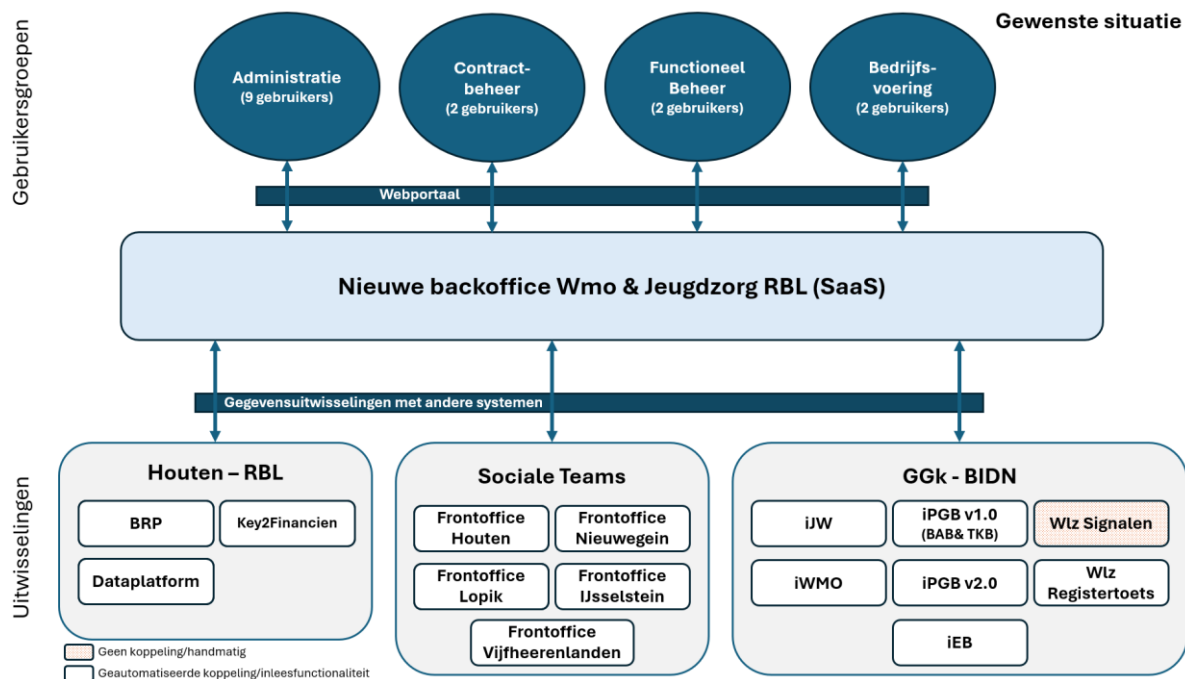 Gewenste situatie
Gebruikersgroepen
Administratie
(9 gebruikers)
Contract-
beheer
(2 gebruikers)
Functioneel
Beheer
(2 gebruikers)
Bedrijfs-
voering
(2 gebruikers)
Webportaal
Nieuwe backoffice Wmo & Jeugdzorg RBL (SaaS)
Gegevensuitwisselingen met andere systemen
Uitwisselingen
Houten – RBL
BRP
Key2Financien
Dataplatform
Sociale Teams
Frontoffice
Houten
Frontoffice
Nieuwegein
Frontoffice
Lopik
Frontoffice
IJsselstein
Frontoffice
Vijfheerenlanden
GGk - BIDN
iJW
iPGB v1.0
(BAB& TKB)
Wlz Signalen
iWMO
iPGB v2.0
Wlz
Registertoets
iEB
Geen koppeling/handmatig
Geautomatiseerde koppeling/inleesfunctionaliteit